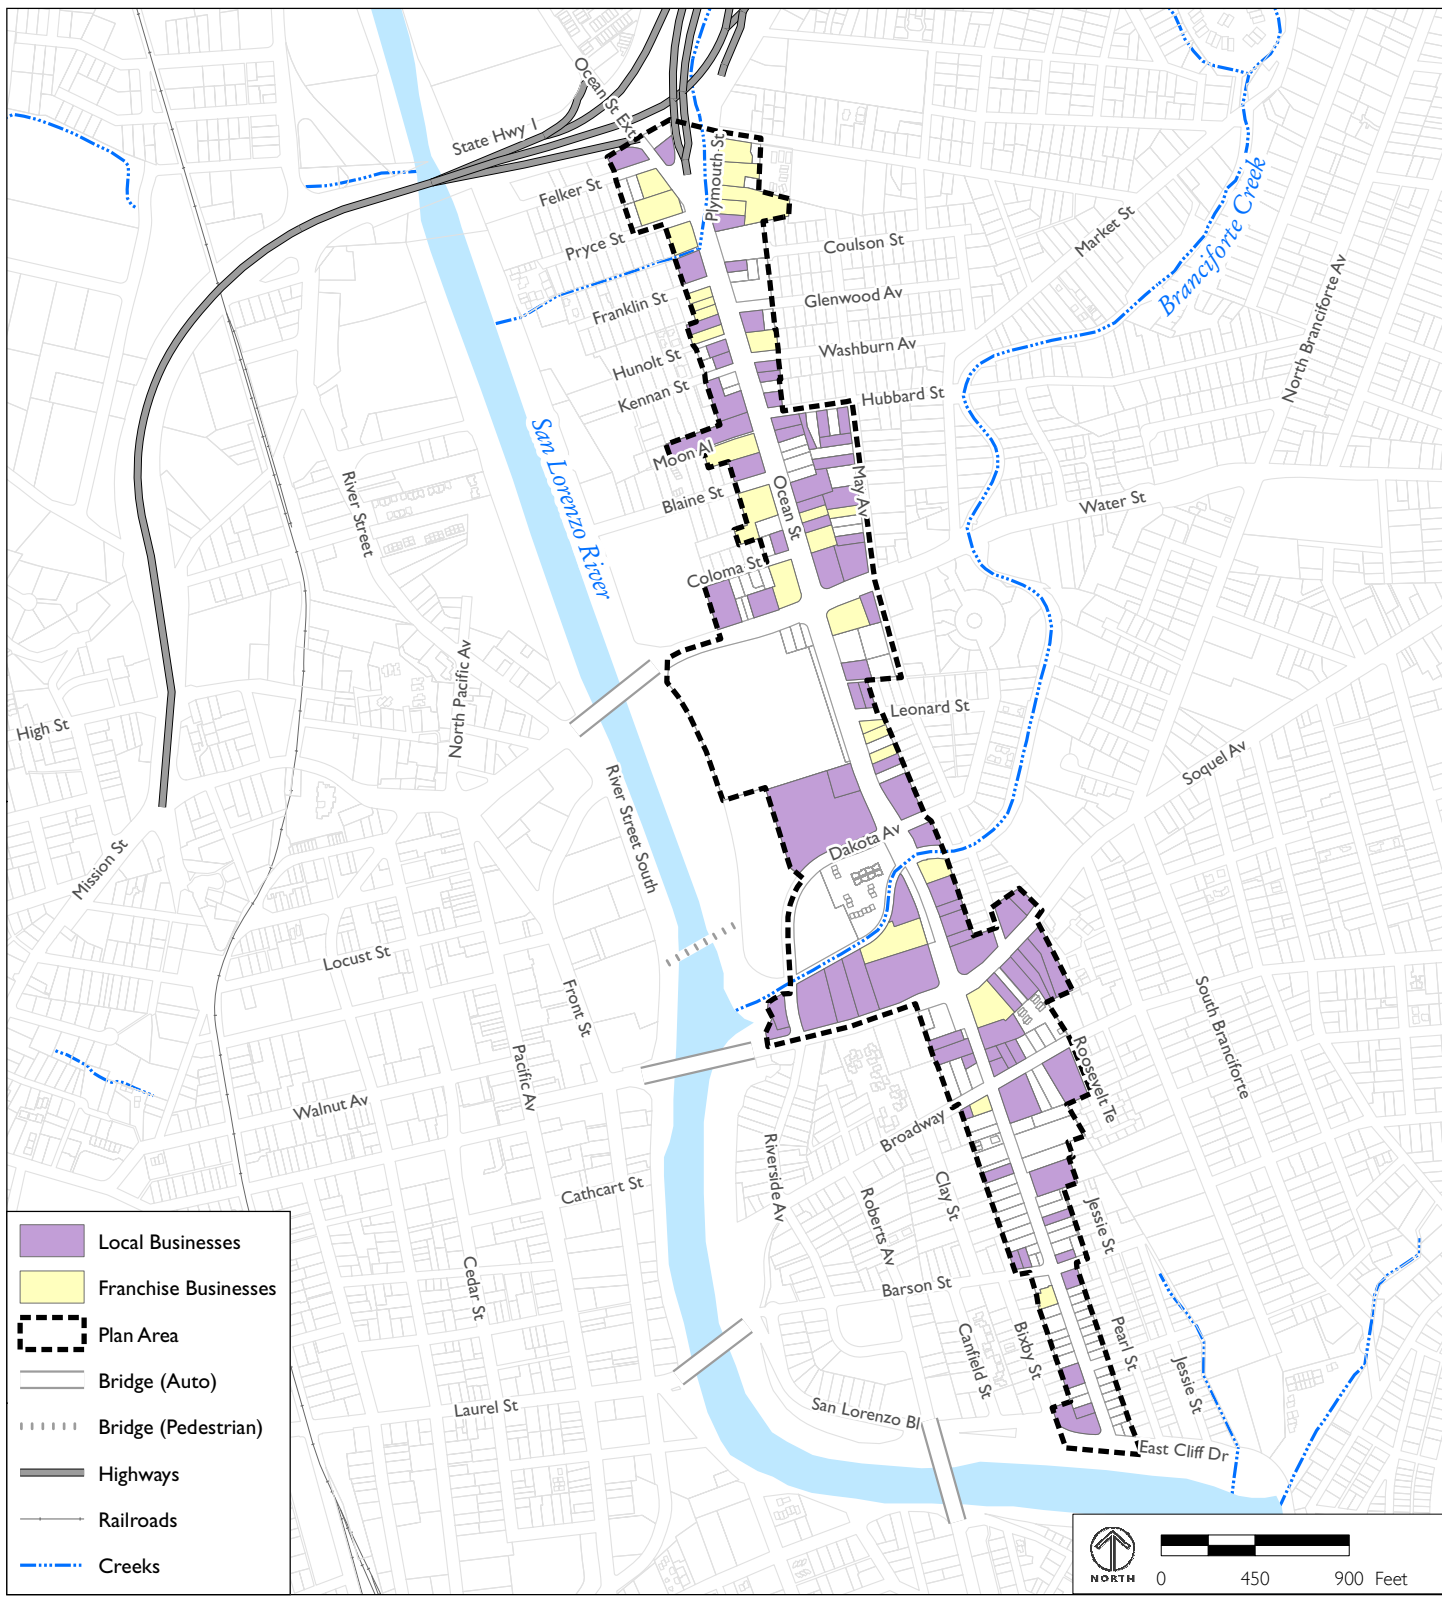 Ocean St Ext
State Hwy 1
Plymouth St
Felker St
Pryce St
Coulson St
Market St
Branciforte Creek
Franklin St
Glenwood Av
North Branciforte Av
Hunolt St
Washburn Av
Kennan St
Hubbard St
San Lorenzo River
Moon Al
Blaine St
Ocean St
May Av
Water St
River Street
Coloma St
North Pacific Av
Leonard St
High St
Soquel Av
River Street South
Dakota Av
Mission St
Locust St
Front St
South Branciforte
Pacific Av
Roosevelt Te
Walnut Av
Broadway
Riverside Av
Cathcart St
Clay St
Roberts Av
Jessie St
Cedar St
Barson St
Canfield St
Bixby St
Pearl St
Jessie St
Laurel St
San Lorenzo Bl
East Cliff Dr
Local Businesses
Franchise Businesses
Plan Area
Bridge (Auto)
Bridge (Pedestrian)
Highways
Railroads
Creeks
NORTH
0 450 900 Feet